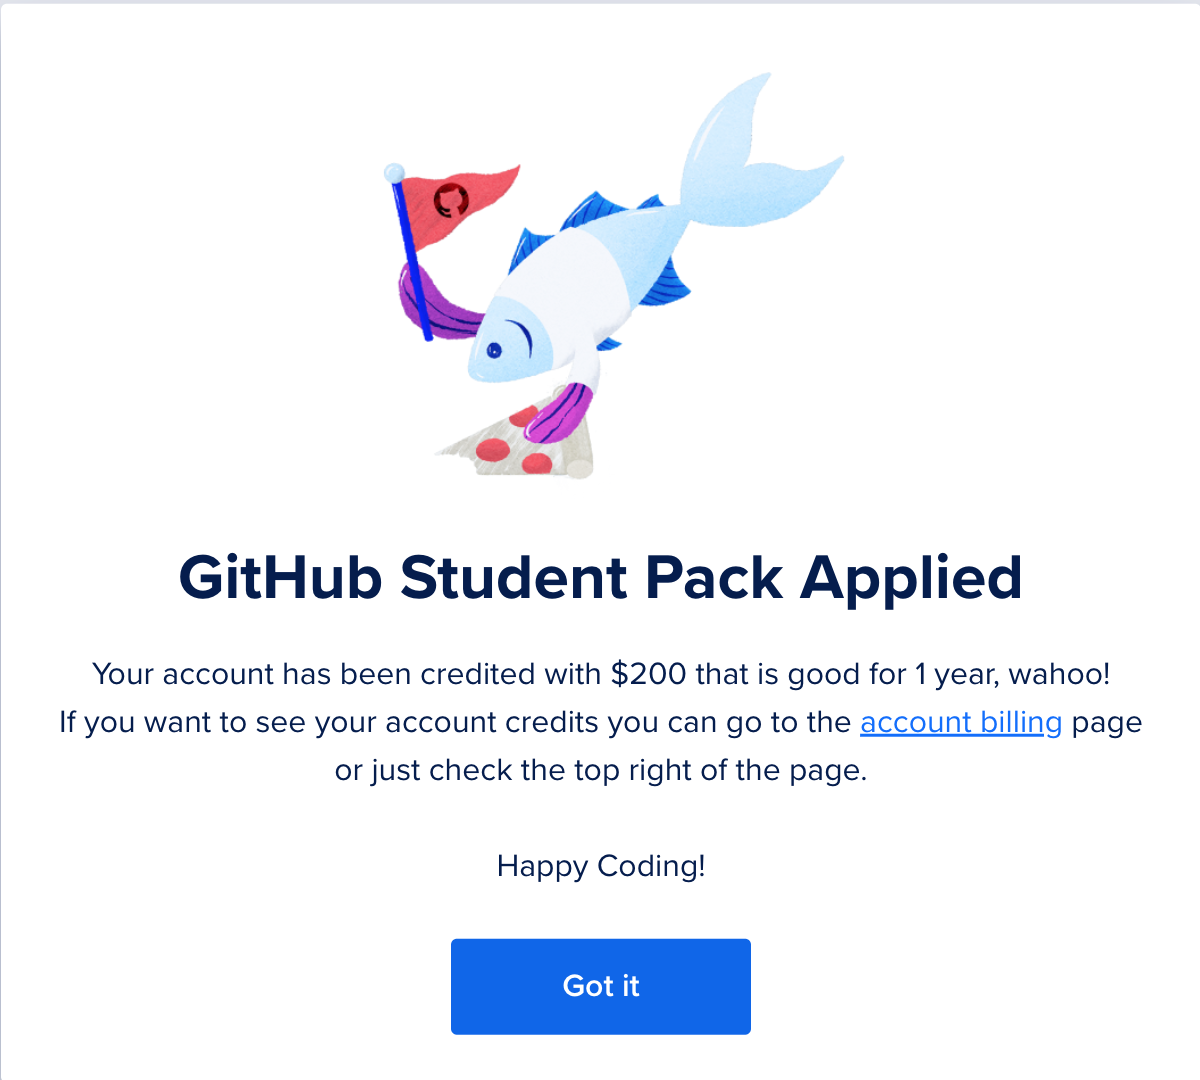 GitHub Student Pack Applied
Your account has been credited with $200 that is good for 1 year, wahoo!
If you want to see your account credits you can go to the account billing page
or just check the top right of the page.
Happy Coding!
Got it